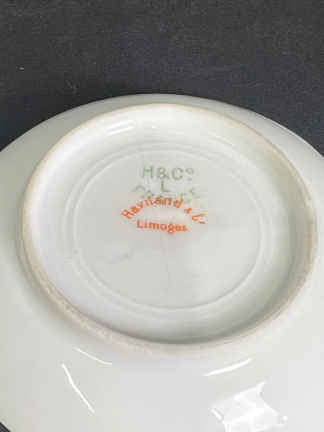 H & Cº
L
Haviland & Cº
Limoges